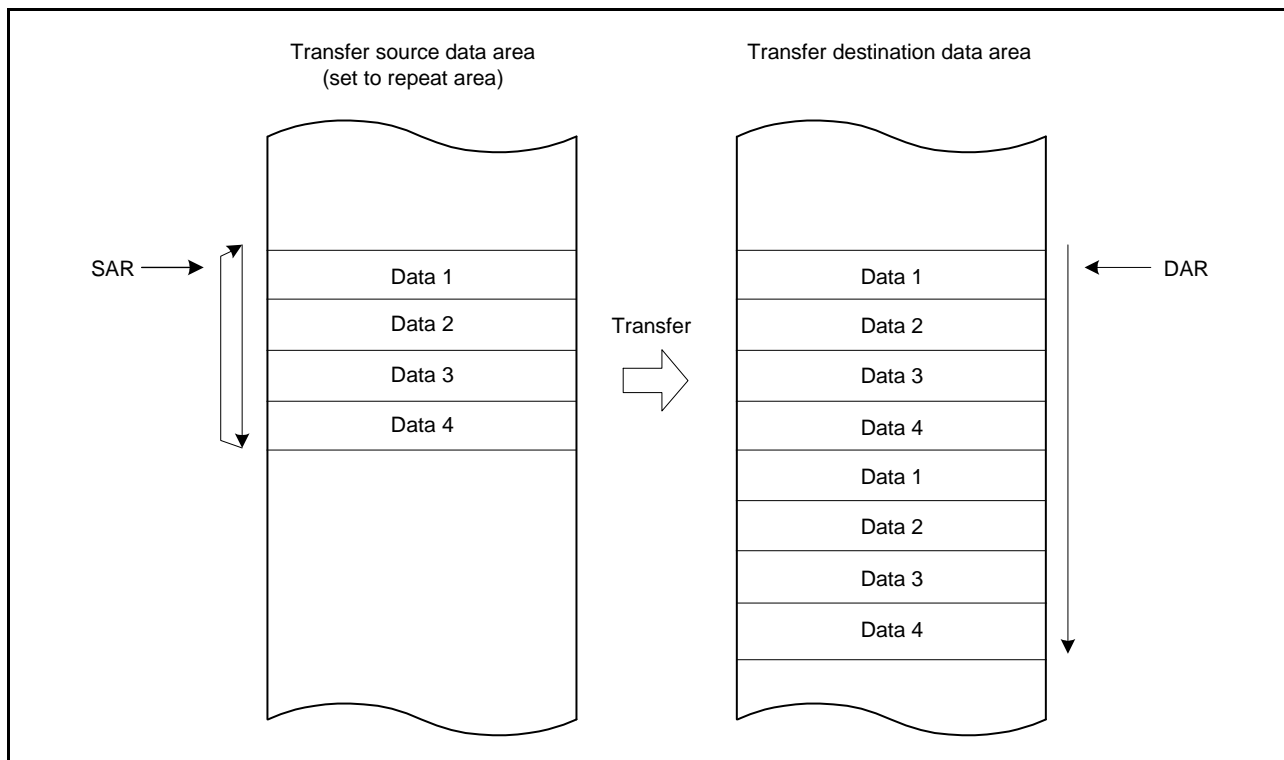 Transfer source data area
(set to repeat area)
Transfer destination data area
SAR
Data 1
Data 2
Data 3
Data 4
Transfer
Data 1
Data 2
Data 3
Data 4
Data 1
Data 2
Data 3
Data 4
DAR